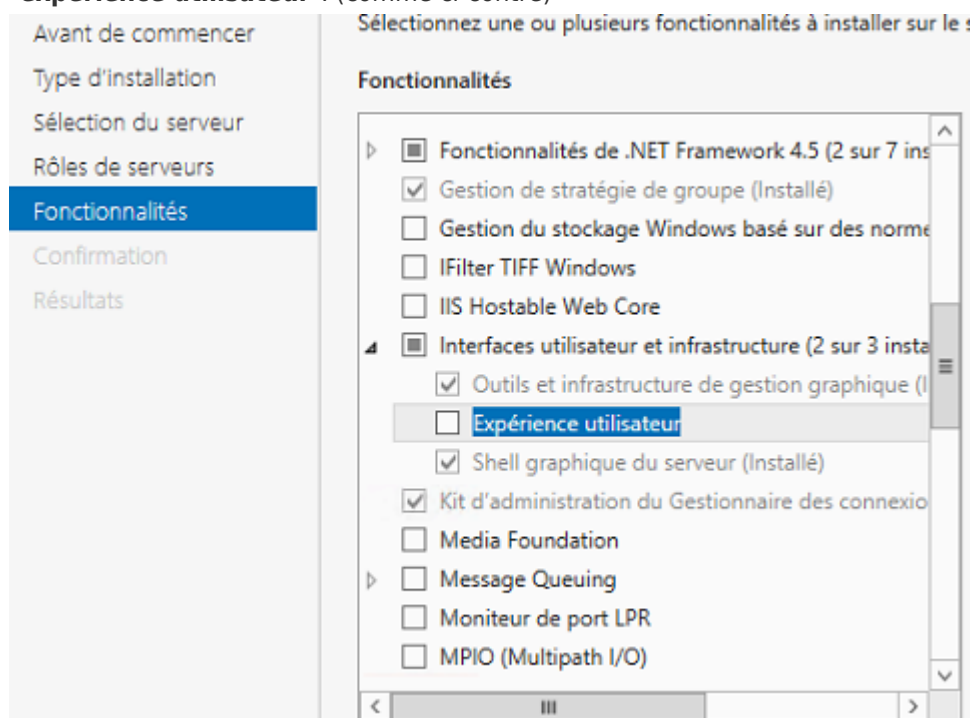 Avant de commencer
Type d'installation
Sélection du serveur
Rôles de serveurs
Fonctionnalités
Confirmation
Résultats
Sélectionnez une ou plusieurs fonctionnalités à installer sur le
Fonctionnalités
Fonctionnalités de .NET Framework 4.5 (2 sur 7 ins
Gestion de stratégie de groupe (Installé)
Gestion du stockage Windows basé sur des norme
IFilter TIFF Windows
IIS Hostable Web Core
Interfaces utilisateur et infrastructure (2 sur 3 insta
Outils et infrastructure de gestion graphique (I
Expérience utilisateur
Shell graphique du serveur (Installé)
Kit d'administration du Gestionnaire des connexio
Media Foundation
Message Queuing
Moniteur de port LPR
MPIO (Multipath I/O)